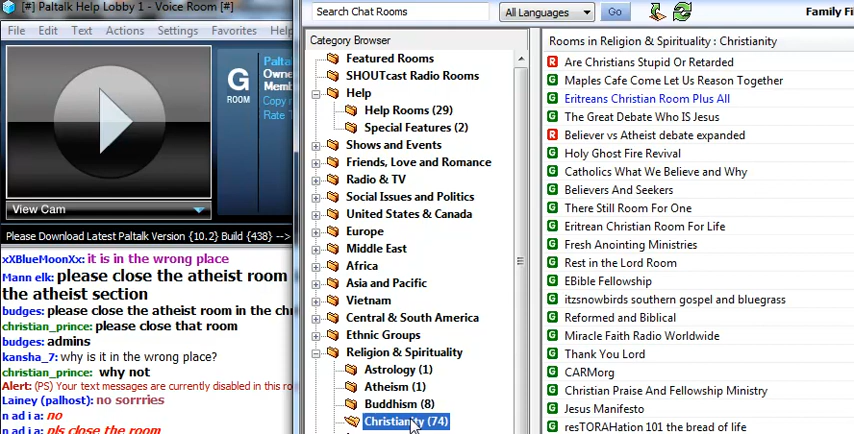 [#] Paltalk Help Lobby 1 - Voice Room [#]
File Edit Text Actions Settings Favorites Help
G
ROOM
Owne
Memb
Copy r
Rate T
View Cam
Please Download Latest Paltalk Version {10.2} Build {438} -->
xXBlueMoonXx: it is in the wrong place
Mann elk: please close the atheist room
the atheist section
budges: please close the atheist room in the chr
christian_prince: please close that room
budges: admins
kansha_7: why is it in the wrong place?
christian_prince: why not
Alert: (PS) Your text messages are currently disabled in this ro
Lainey (palhost): no sorrries
n ad i a: no
n ad i a: pls close the room
Search Chat Rooms
All Languages
Go
Family Fi
Category Browser
Featured Rooms
SHOUTcast Radio Rooms
Help
Help Rooms (29)
Special Features (2)
Shows and Events
Friends, Love and Romance
Radio & TV
Social Issues and Politics
United States & Canada
Europe
Middle East
Africa
Asia and Pacific
Vietnam
Central & South America
Ethnic Groups
Religion & Spirituality
Astrology (1)
Atheism (1)
Buddhism (8)
Christianity (74)
Rooms in Religion & Spirituality : Christianity
R Are Christians Stupid Or Retarded
G Maples Cafe Come Let Us Reason Together
G Eritreans Christian Room Plus All
G The Great Debate Who IS Jesus
R Believer vs Atheist debate expanded
G Holy Ghost Fire Revival
G Catholics What We Believe and Why
G Believers And Seekers
G There Still Room For One
G Eritrean Christian Room For Life
G Fresh Anointing Ministries
G Rest in the Lord Room
G EBible Fellowship
G itzsnowbirds southern gospel and bluegrass
G Reformed and Biblical
G Miracle Faith Radio Worldwide
G Thank You Lord
G CARMorg
G Christian Praise And Fellowship Ministry
G Jesus Manifesto
G resTORAHation 101 the bread of life